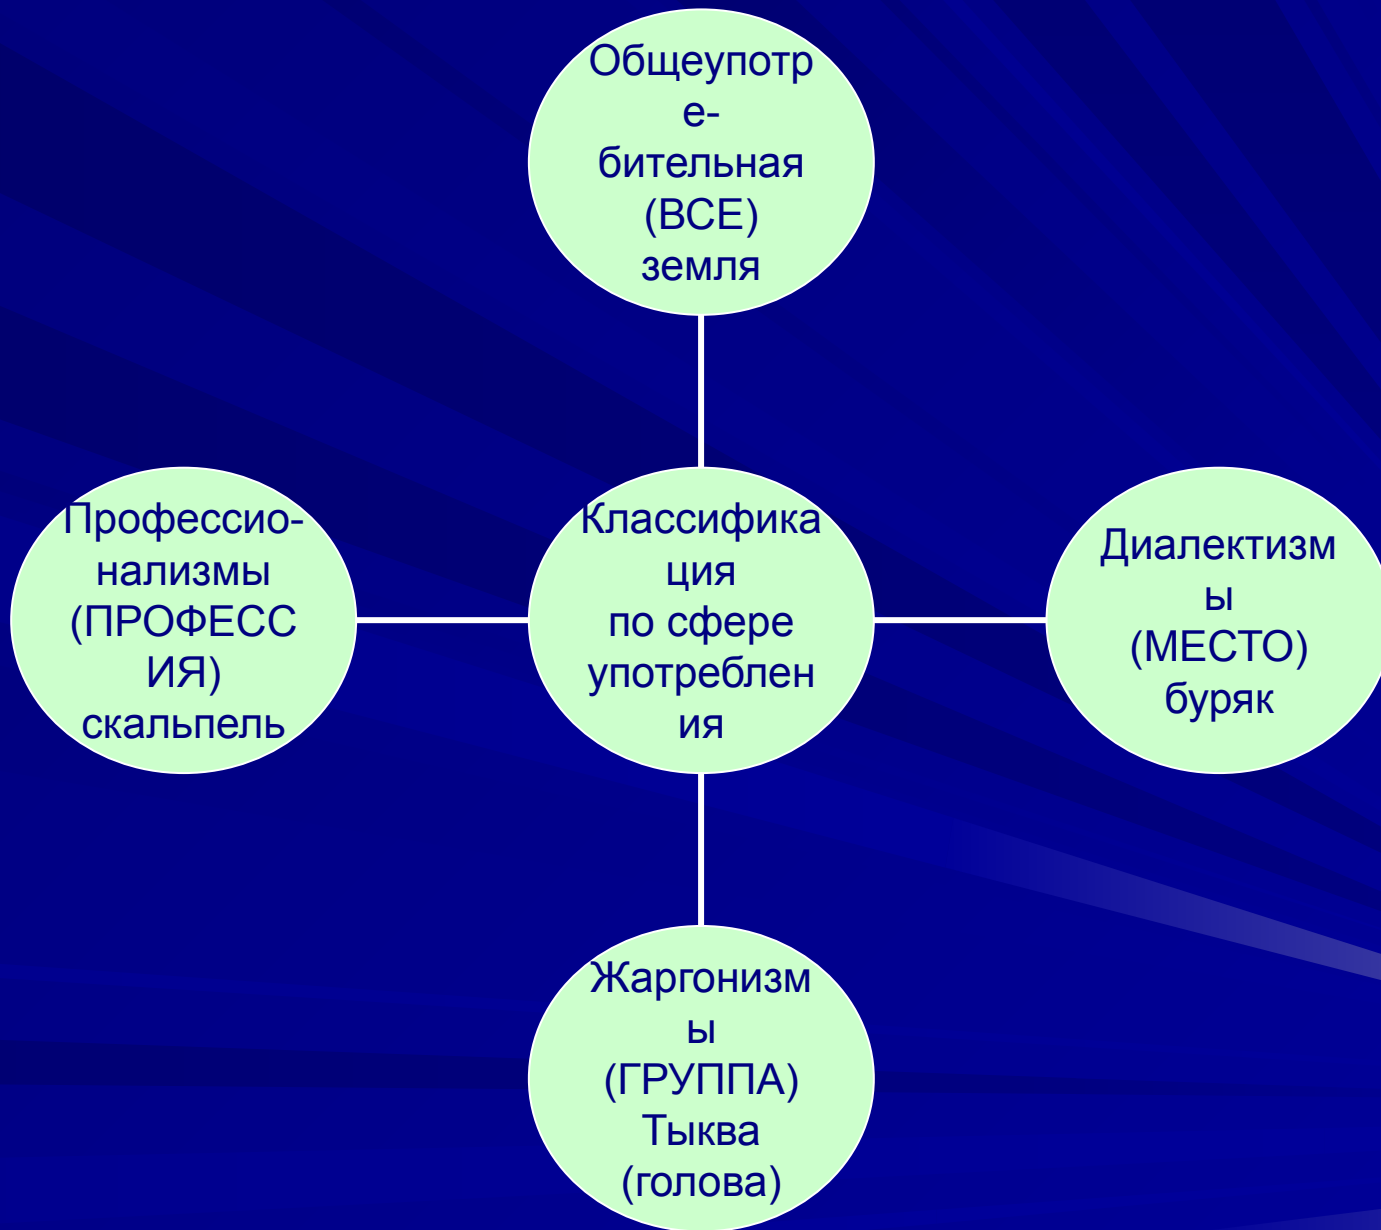 Общеупотр
е-
бительная
(ВСЕ)
земля
Профессио-
нализмы
(ПРОФЕСС
ИЯ)
скальпель
Классифика
ция
по сфере
употреблен
ия
Диалектизм
ы
(МЕСТО)
буряк
Жаргонизм
ы
(ГРУППА)
Тыква
(голова)